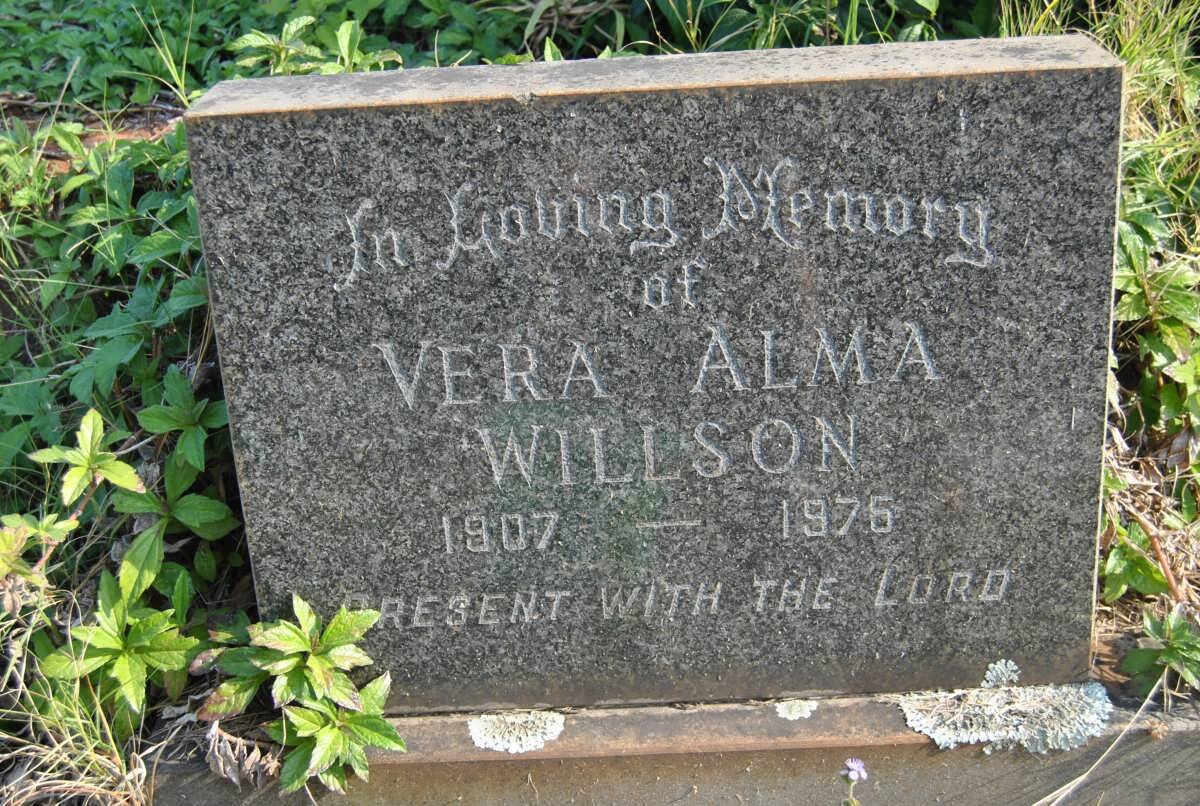 In Loving Memory
of
VERA ALMA
WILLSON
1907 — 1975
PRESENT WITH THE LORD